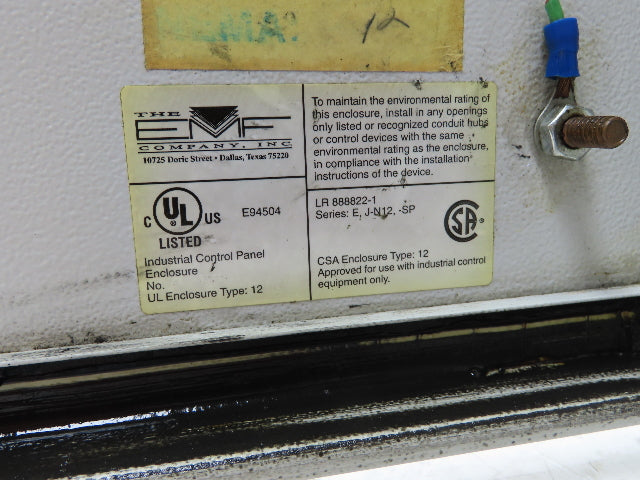 NEMA: 12
THE
EMF
COMPANY, INC.
10725 Doric Street • Dallas, Texas 75220
To maintain the environmental rating of
this enclosure, install in any openings
only listed or recognized conduit hubs
or control devices with the same
environmental rating as the enclosure,
in compliance with the installation
instructions of the device.
C UL US E94504
LISTED
Industrial Control Panel
Enclosure
No.
UL Enclosure Type: 12
LR 888822-1
Series: E, J-N12, -SP
SA
CSA Enclosure Type: 12
Approved for use with industrial control
equipment only.